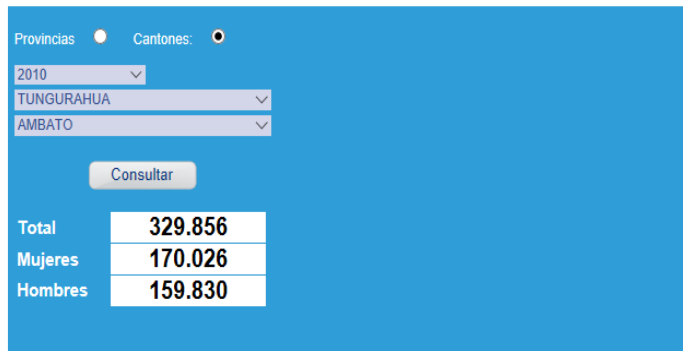 Provincias Cantones:
2010
TUNGURAHUA
AMBATO
Consultar
Total 329.856
Mujeres 170.026
Hombres 159.830